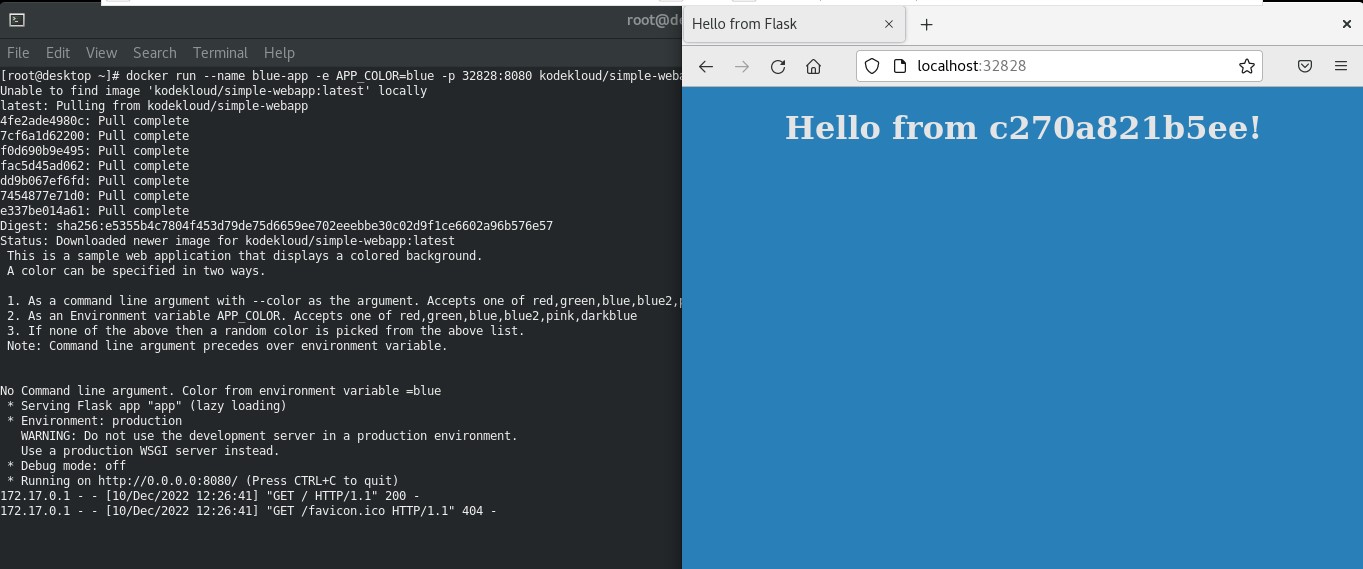 root@de
File Edit View Search Terminal Help
[root@desktop ~]# docker run --name blue-app -e APP_COLOR=blue -p 32828:8080 kodekloud/simple-weba
Unable to find image 'kodekloud/simple-webapp:latest' locally
latest: Pulling from kodekloud/simple-webapp
4fe2ade4980c: Pull complete
7cf6a1d62200: Pull complete
f0d690b9e495: Pull complete
fac5d45ad062: Pull complete
dd9b067ef6fd: Pull complete
7454877e71d0: Pull complete
e337be014a61: Pull complete
Digest: sha256:e5355b4c7804f453d79de75d6659ee702eeebbe30c02d9f1ce6602a96b576e57
Status: Downloaded newer image for kodekloud/simple-webapp:latest
This is a sample web application that displays a colored background.
A color can be specified in two ways.
1. As a command line argument with --color as the argument. Accepts one of red,green,blue,blue2,p
2. As an Environment variable APP_COLOR. Accepts one of red,green,blue,blue2,pink,darkblue
3. If none of the above then a random color is picked from the above list.
Note: Command line argument precedes over environment variable.
No Command line argument. Color from environment variable =blue
* Serving Flask app "app" (lazy loading)
* Environment: production
WARNING: Do not use the development server in a production environment.
Use a production WSGI server instead.
* Debug mode: off
* Running on http://0.0.0.0:8080/ (Press CTRL+C to quit)
172.17.0.1 - - [10/Dec/2022 12:26:41] "GET / HTTP/1.1" 200 -
172.17.0.1 - - [10/Dec/2022 12:26:41] "GET /favicon.ico HTTP/1.1" 404 -
Hello from Flask
localhost:32828
Hello from c270a821b5ee!